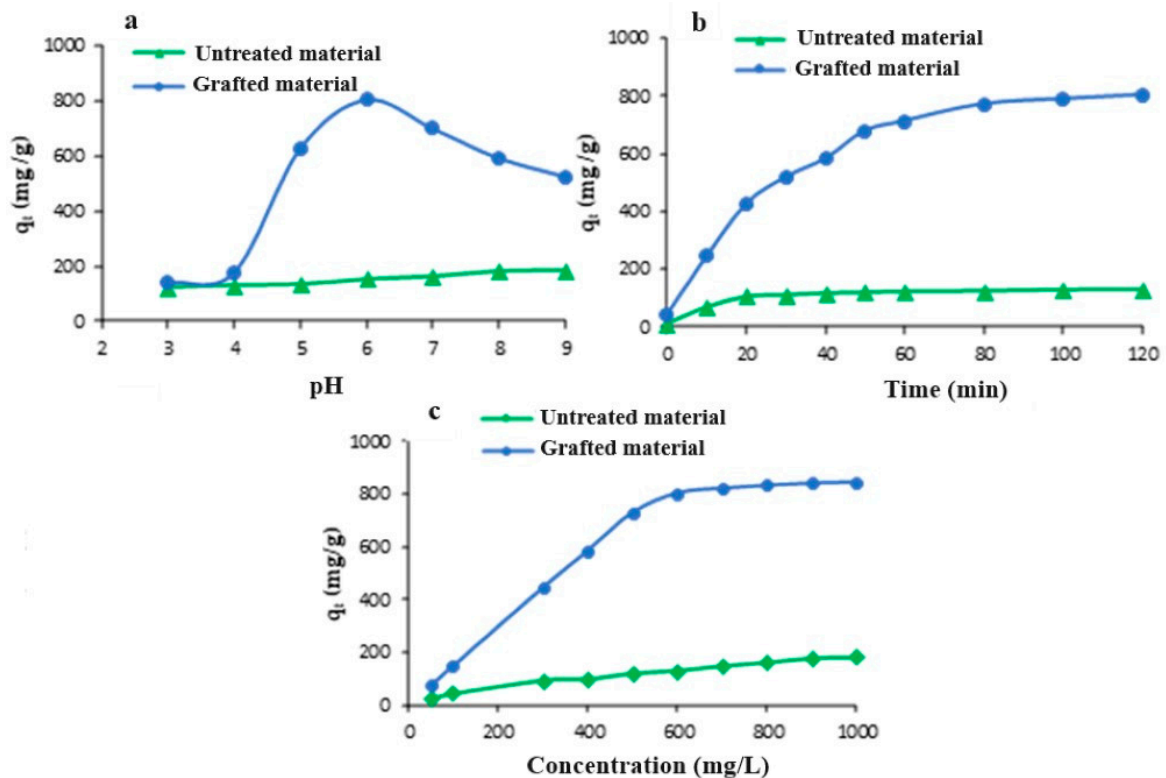 a
Untreated material
Grafted material
1000
800
600
400
200
0
qₜ (mg/g)
2 3 4 5 6 7 8 9
pH
b
Untreated material
Grafted material
1000
800
600
400
200
0
qₜ (mg/g)
0 20 40 60 80 100 120
Time (min)
c
Untreated material
Grafted material
1000
800
600
400
200
0
qₜ (mg/g)
0 200 400 600 800 1000
Concentration (mg/L)